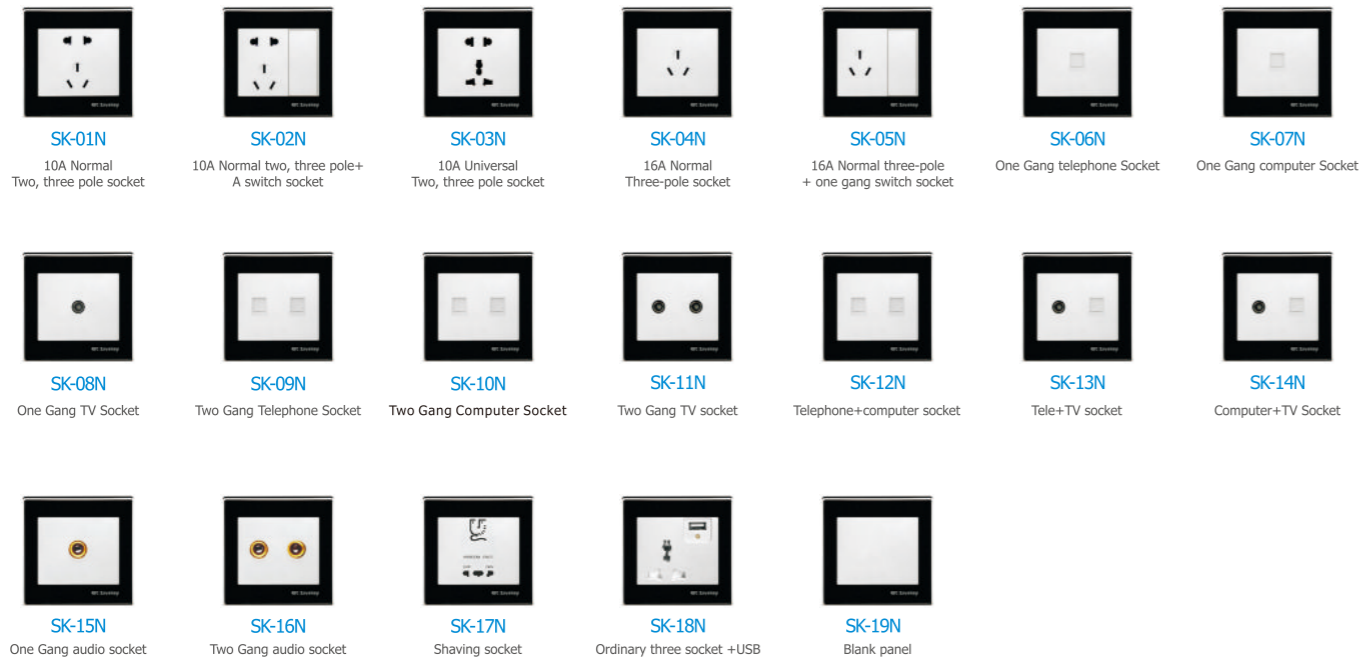 SK-01N
10A Normal
Two, three pole socket
SK-02N
10A Normal two, three pole+
A switch socket
SK-03N
10A Universal
Two, three pole socket
SK-04N
16A Normal
Three-pole socket
SK-05N
16A Normal three-pole
+ one gang switch socket
SK-06N
One Gang telephone Socket
SK-07N
One Gang computer Socket
SK-08N
One Gang TV Socket
SK-09N
Two Gang Telephone Socket
SK-10N
Two Gang Computer Socket
SK-11N
Two Gang TV socket
SK-12N
Telephone+computer socket
SK-13N
Tele+TV socket
SK-14N
Computer+TV Socket
SK-15N
One Gang audio socket
SK-16N
Two Gang audio socket
SK-17N
Shaving socket
SK-18N
Ordinary three socket +USB
SK-19N
Blank panel